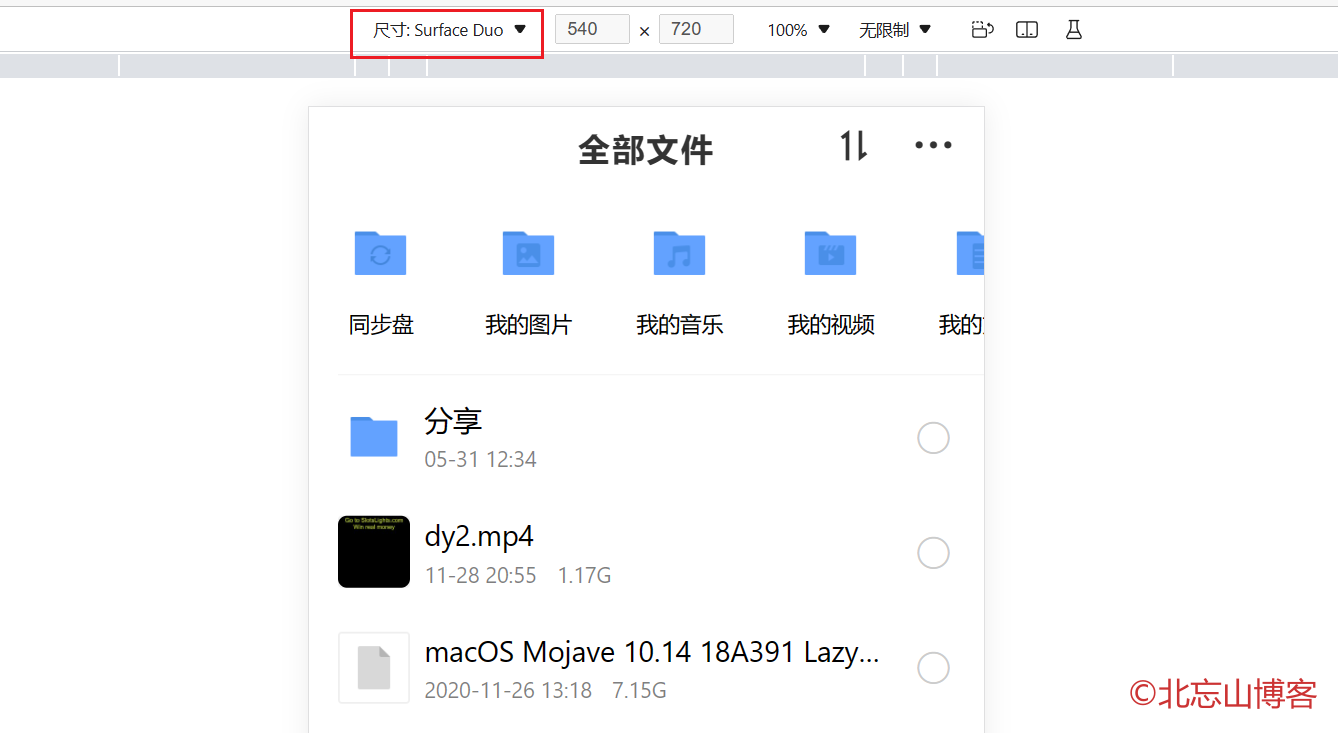 尺寸: Surface Duo 540 × 720 100% 无限制
全部文件
同步盘 我的图片 我的音乐 我的视频 我的
分享
05-31 12:34
Go to SlotsLights.com
Win real money
dy2.mp4
11-28 20:55 1.17G
macOS Mojave 10.14 18A391 Lazy...
2020-11-26 13:18 7.15G
©北忘山博客